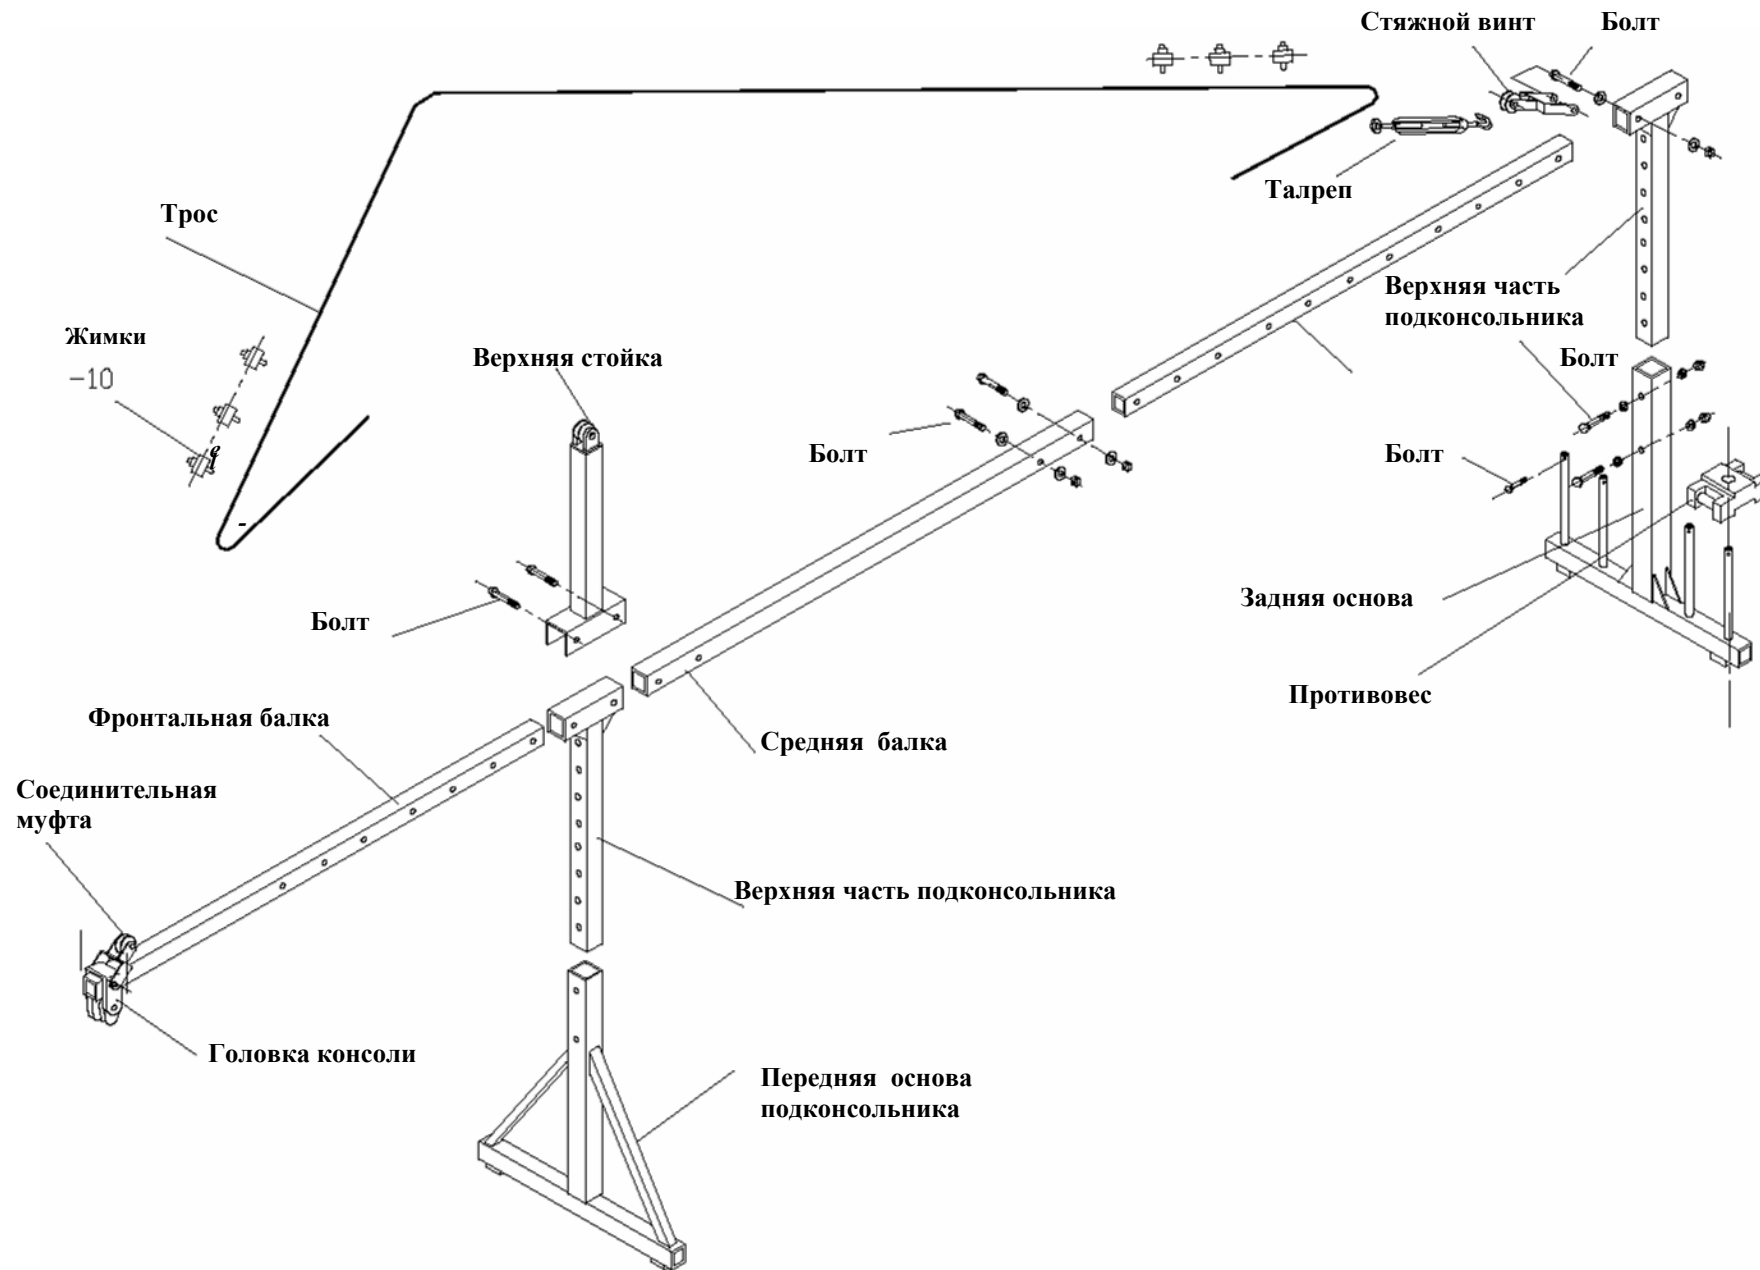 Стяжной винт
Болт
Талреп
Трос
Верхняя часть
подконсольника
Жимки
-10
Верхняя стойка
Болт
Болт
Болт
Болт
Задняя основа
Противовес
Фронтальная балка
Средняя балка
Соединительная
муфта
Верхняя часть подконсольника
Головка консоли
Передняя основа
подконсольника